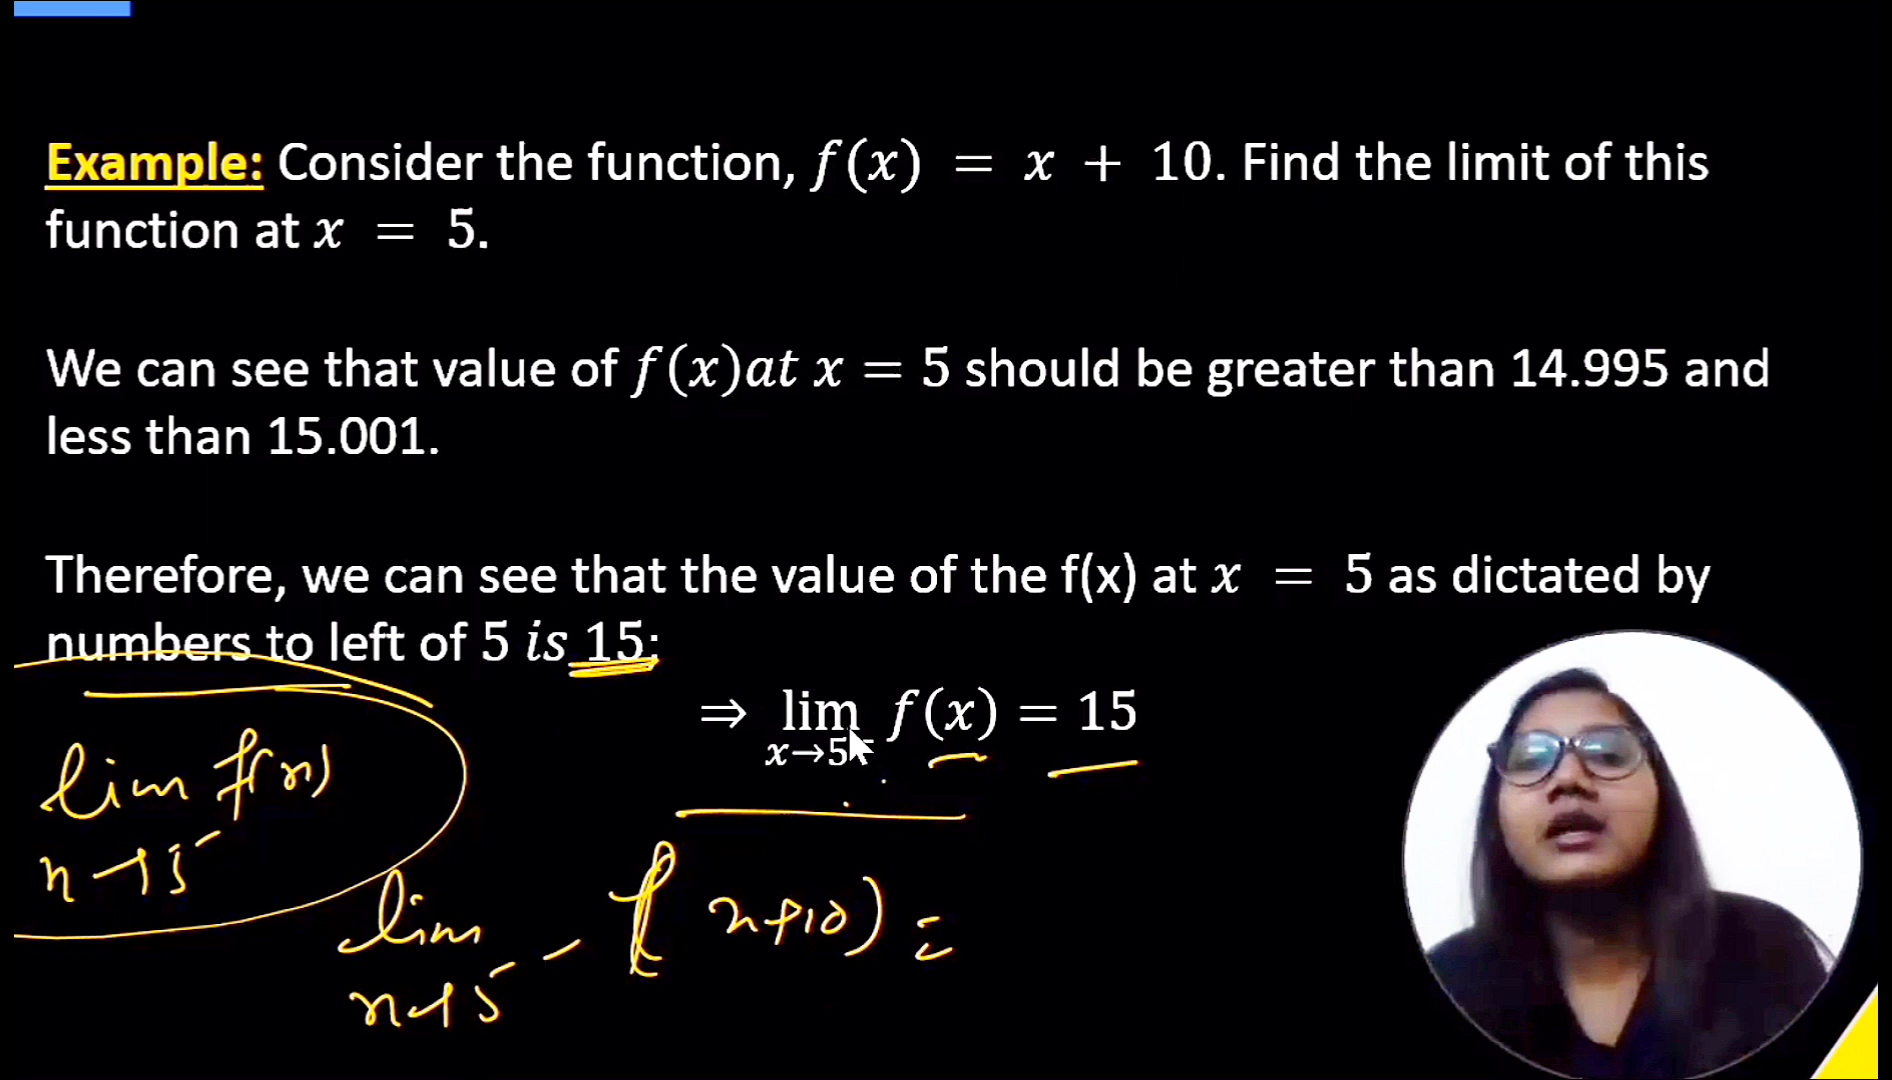 Example: Consider the function, f(x) = x + 10. Find the limit of this
function at x = 5.
We can see that value of f(x)at x = 5 should be greater than 14.995 and
less than 15.001.
Therefore, we can see that the value of the f(x) at x = 5 as dictated by
numbers to left of 5 is 15:
⇒ lim f(x) = 15
x→5⁻
lim f(x)
x→5⁻
lim (x+10) =
x→5⁻